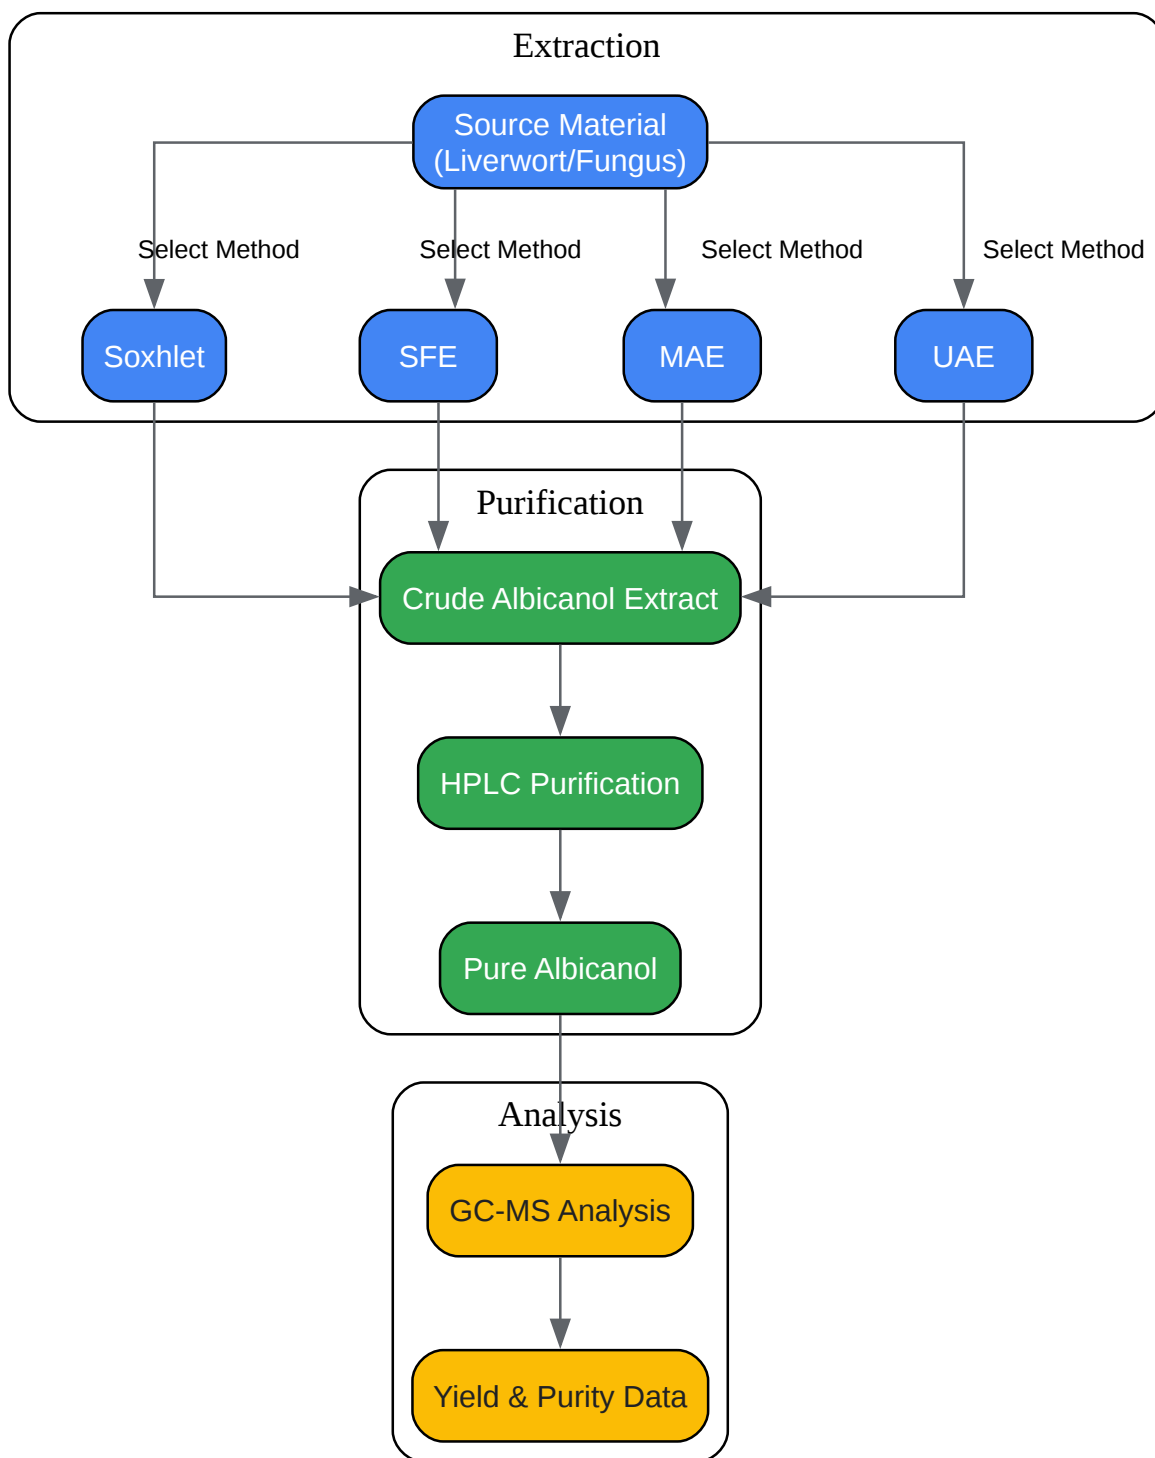 Extraction
Source Material
(Liverwort/Fungus)
Select Method
Select Method
Select Method
Select Method
Soxhlet
SFE
MAE
UAE
Purification
Crude Albicanol Extract
HPLC Purification
Pure Albicanol
Analysis
GC-MS Analysis
Yield & Purity Data